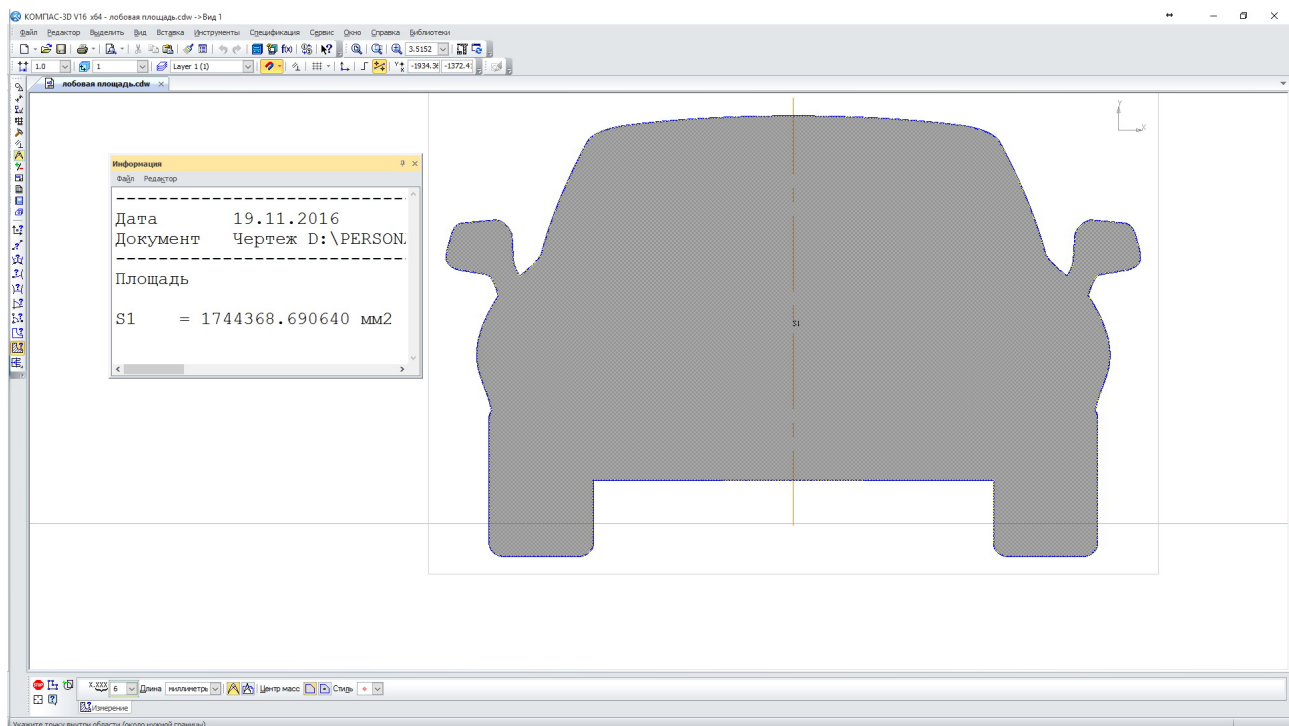 КОМПАС-3D V16 x64 - лобовая площадь.cdw ->Вид 1
Файл Редактор Выделить Вид Вставка Инструменты Спецификация Сервис Окно Справка Библиотеки
3.5152
1.0 1 Layer 1 (1) -1934.36 -1372.4
лобовая площадь.cdw
Y
X
Информация
Файл Редактор
Дата 19.11.2016
Документ Чертеж D:\PERSON
Площадь
S1 = 1744368.690640 мм2
S1
X.XXX 6 Длина миллиметры Центр масс Стиль
Измерение
Укажите точку внутри области (около нужной границы)